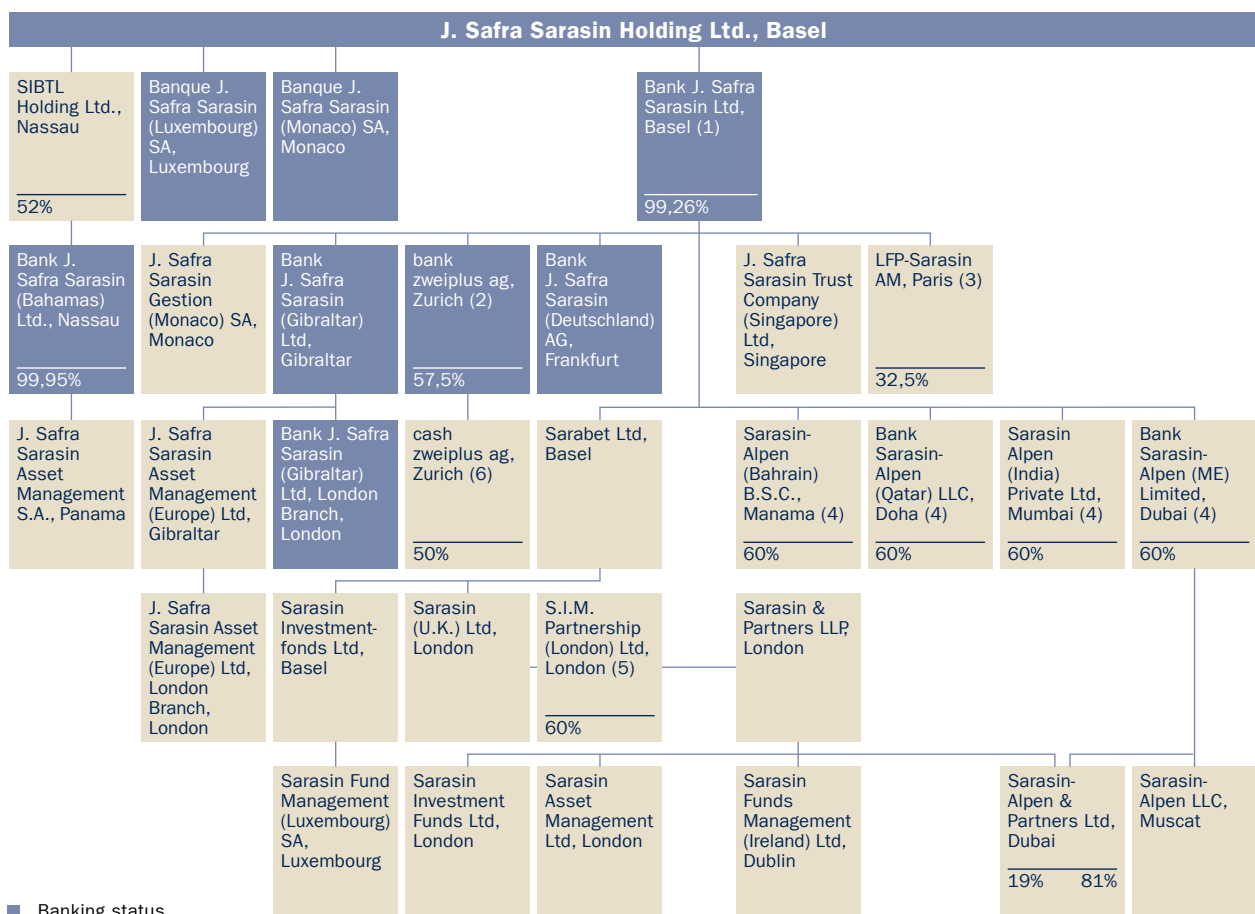 J. Safra Sarasin Holding Ltd., Basel
SIBTL
Holding Ltd.,
Nassau
52%
Banque J.
Safra Sarasin
(Luxembourg)
SA,
Luxembourg
Banque J.
Safra Sarasin
(Monaco) SA,
Monaco
Bank J. Safra
Sarasin Ltd,
Basel (1)
99,26%
Bank J.
Safra Sarasin
(Bahamas)
Ltd., Nassau
99,95%
J. Safra
Sarasin
Gestion
(Monaco) SA,
Monaco
Bank
J. Safra
Sarasin
(Gibraltar)
Ltd,
Gibraltar
bank
zweiplus ag,
Zurich (2)
57,5%
Bank
J. Safra
Sarasin
(Deutschland)
AG,
Frankfurt
J. Safra
Sarasin Trust
Company
(Singapore)
Ltd,
Singapore
LFP-Sarasin
AM, Paris (3)
32,5%
J. Safra
Sarasin
Asset
Management
S.A., Panama
J. Safra
Sarasin
Asset
Management
(Europe) Ltd,
Gibraltar
Bank J. Safra
Sarasin
(Gibraltar)
Ltd, London
Branch,
London
cash
zweiplus ag,
Zurich (6)
50%
Sarabet Ltd,
Basel
Sarasin-
Alpen
(Bahrain)
B.S.C.,
Manama (4)
60%
Bank
Sarasin-
Alpen
(Qatar) LLC,
Doha (4)
60%
Sarasin
Alpen
(India)
Private Ltd,
Mumbai (4)
60%
Bank
Sarasin-
Alpen (ME)
Limited,
Dubai (4)
60%
J. Safra
Sarasin Asset
Management
(Europe) Ltd,
London
Branch,
London
Sarasin
Investment-
fonds Ltd,
Basel
Sarasin
(U.K.) Ltd,
London
S.I.M.
Partnership
(London) Ltd,
London (5)
60%
Sarasin &
Partners LLP,
London
Sarasin Fund
Management
(Luxembourg)
SA,
Luxembourg
Sarasin
Investment
Funds Ltd,
London
Sarasin
Asset
Management
Ltd, London
Sarasin
Funds
Management
(Ireland) Ltd,
Dublin
Sarasin-
Alpen &
Partners Ltd,
Dubai
19% 81%
Sarasin-
Alpen LLC,
Muscat
Banking status